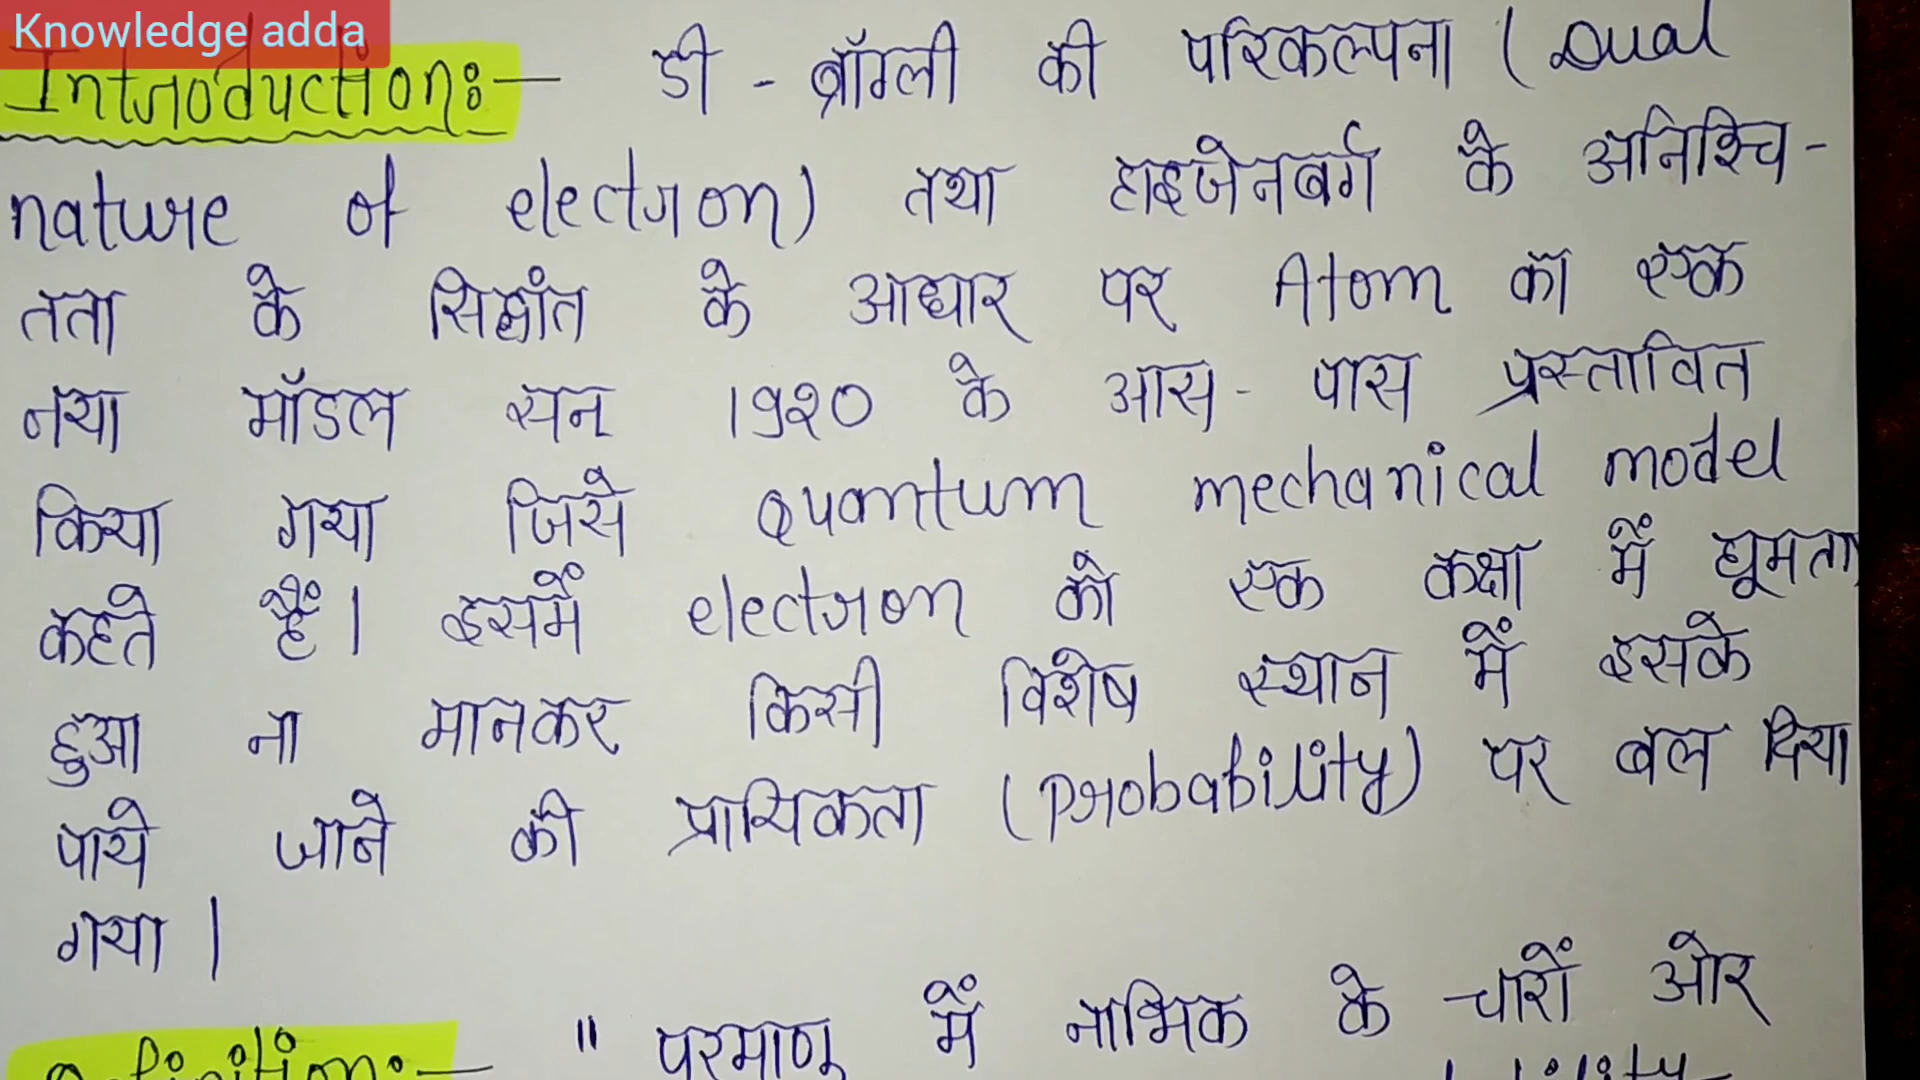 Knowledge adda
Introduction:— डी - ब्रॉग्ली की परिकल्पना ( Dual
nature of electron) तथा हाइजेनबर्ग के अनिश्चि-
तता के सिद्धांत के आधार पर Atom का एक
नया मॉडल सन् 1920 के आस - पास प्रस्तावित
किया गया जिसे Quantum mechanical model
कहते हैं। इसमें electron को एक कक्षा में घूमता
हुआ ना मानकर किसी विशेष स्थान में इसके
पाये जाने की प्रायिकता (Probability) पर बल दिया
गया |
Definition:— " परमाणु में नाभिक के चारों ओर